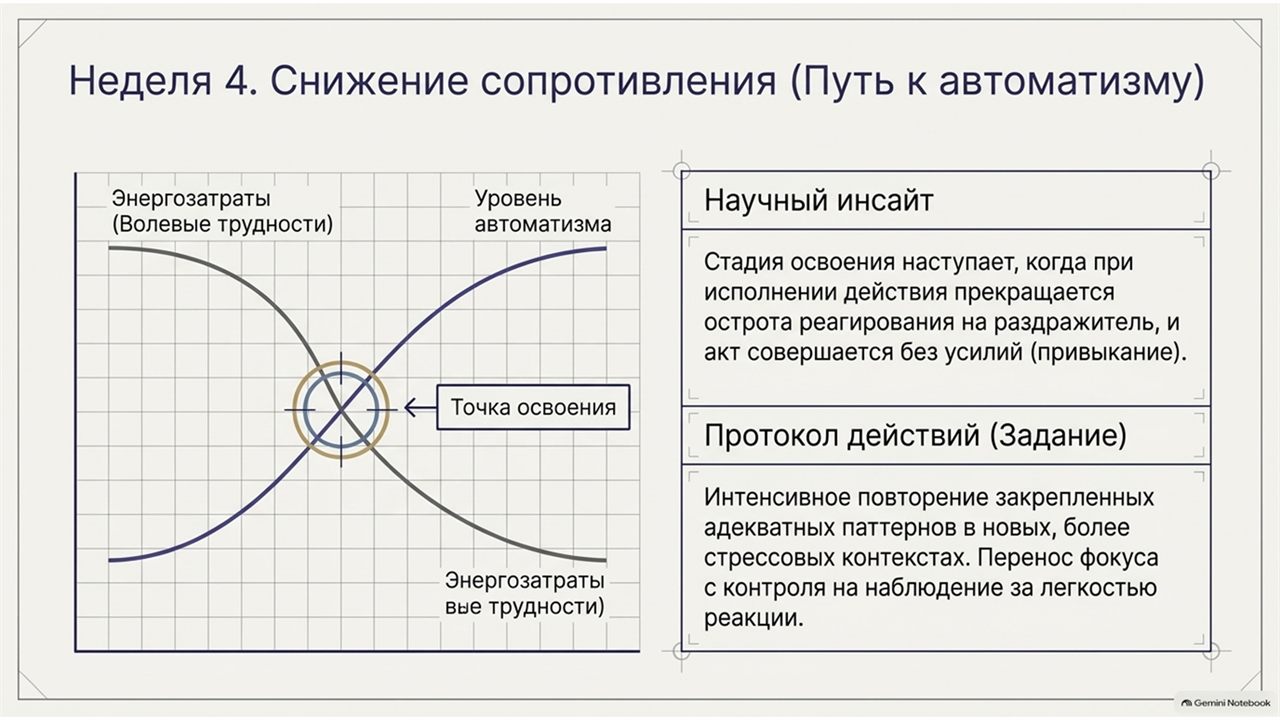 Неделя 4. Снижение сопротивления (Путь к автоматизму)
Энергозатраты
(Волевые трудности)
Уровень
автоматизма
Точка освоения
Энергозатраты
вые трудности)
Научный инсайт
Стадия освоения наступает, когда при
исполнении действия прекращается
острота реагирования на раздражитель, и
акт совершается без усилий (привыкание).
Протокол действий (Задание)
Интенсивное повторение закрепленных
адекватных паттернов в новых, более
стрессовых контекстах. Перенос фокуса
с контроля на наблюдение за легкостью
реакции.
Gemini Notebook